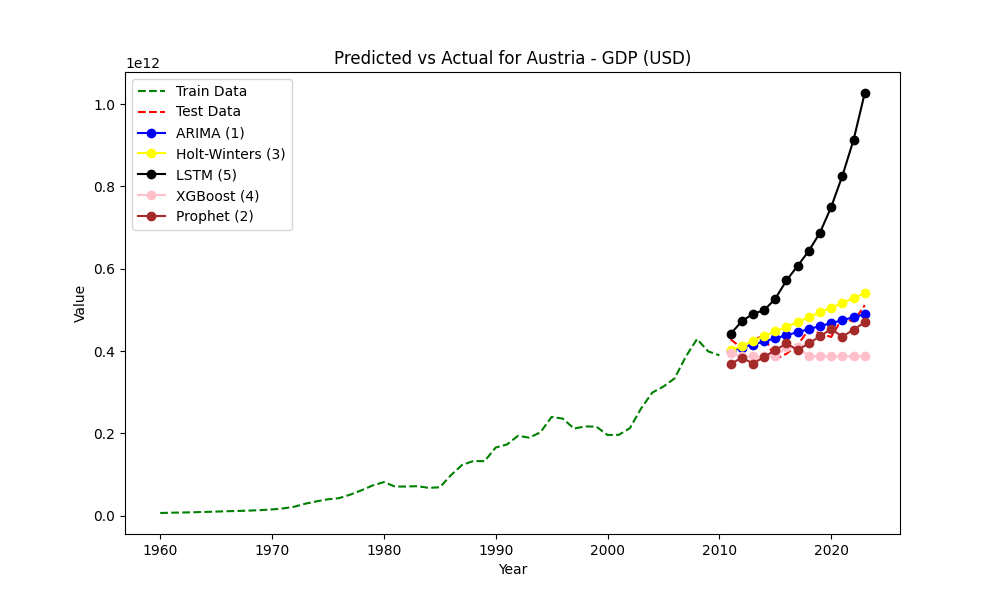 Predicted vs Actual for Austria - GDP (USD)
1e12
Train Data
Test Data
ARIMA (1)
Holt-Winters (3)
LSTM (5)
XGBoost (4)
Prophet (2)
1.0
0.8
0.6
0.4
0.2
0.0
Value
1960 1970 1980 1990 2000 2010 2020
Year